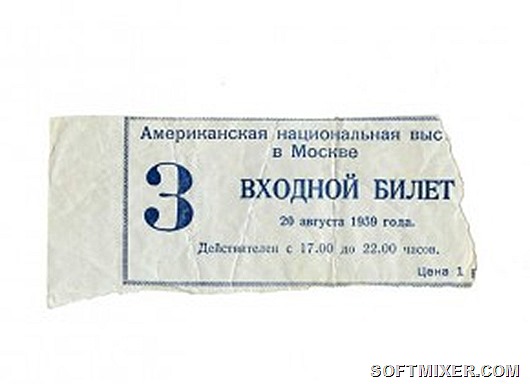 Американская национальная выс
в Москве
3
ВХОДНОЙ БИЛЕТ
20 августа 1959 года.
Действителен с 17.00 до 22.00 часов.
Цена 1
SOFTMIXER.COM